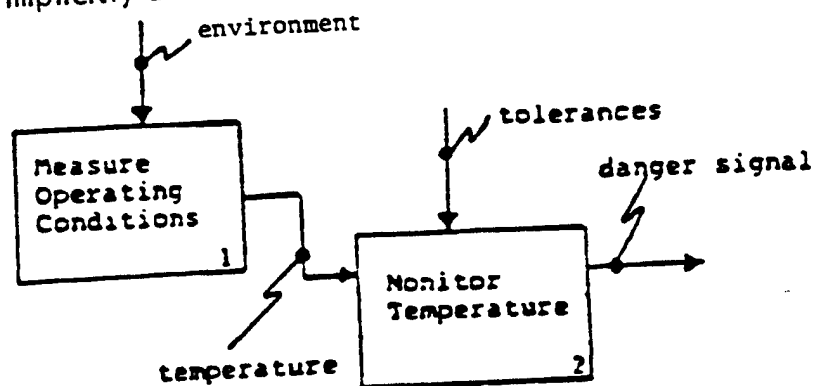 environment
tolerances
danger signal
Measure
Operating
Conditions
1
Monitor
Temperature
2
temperature